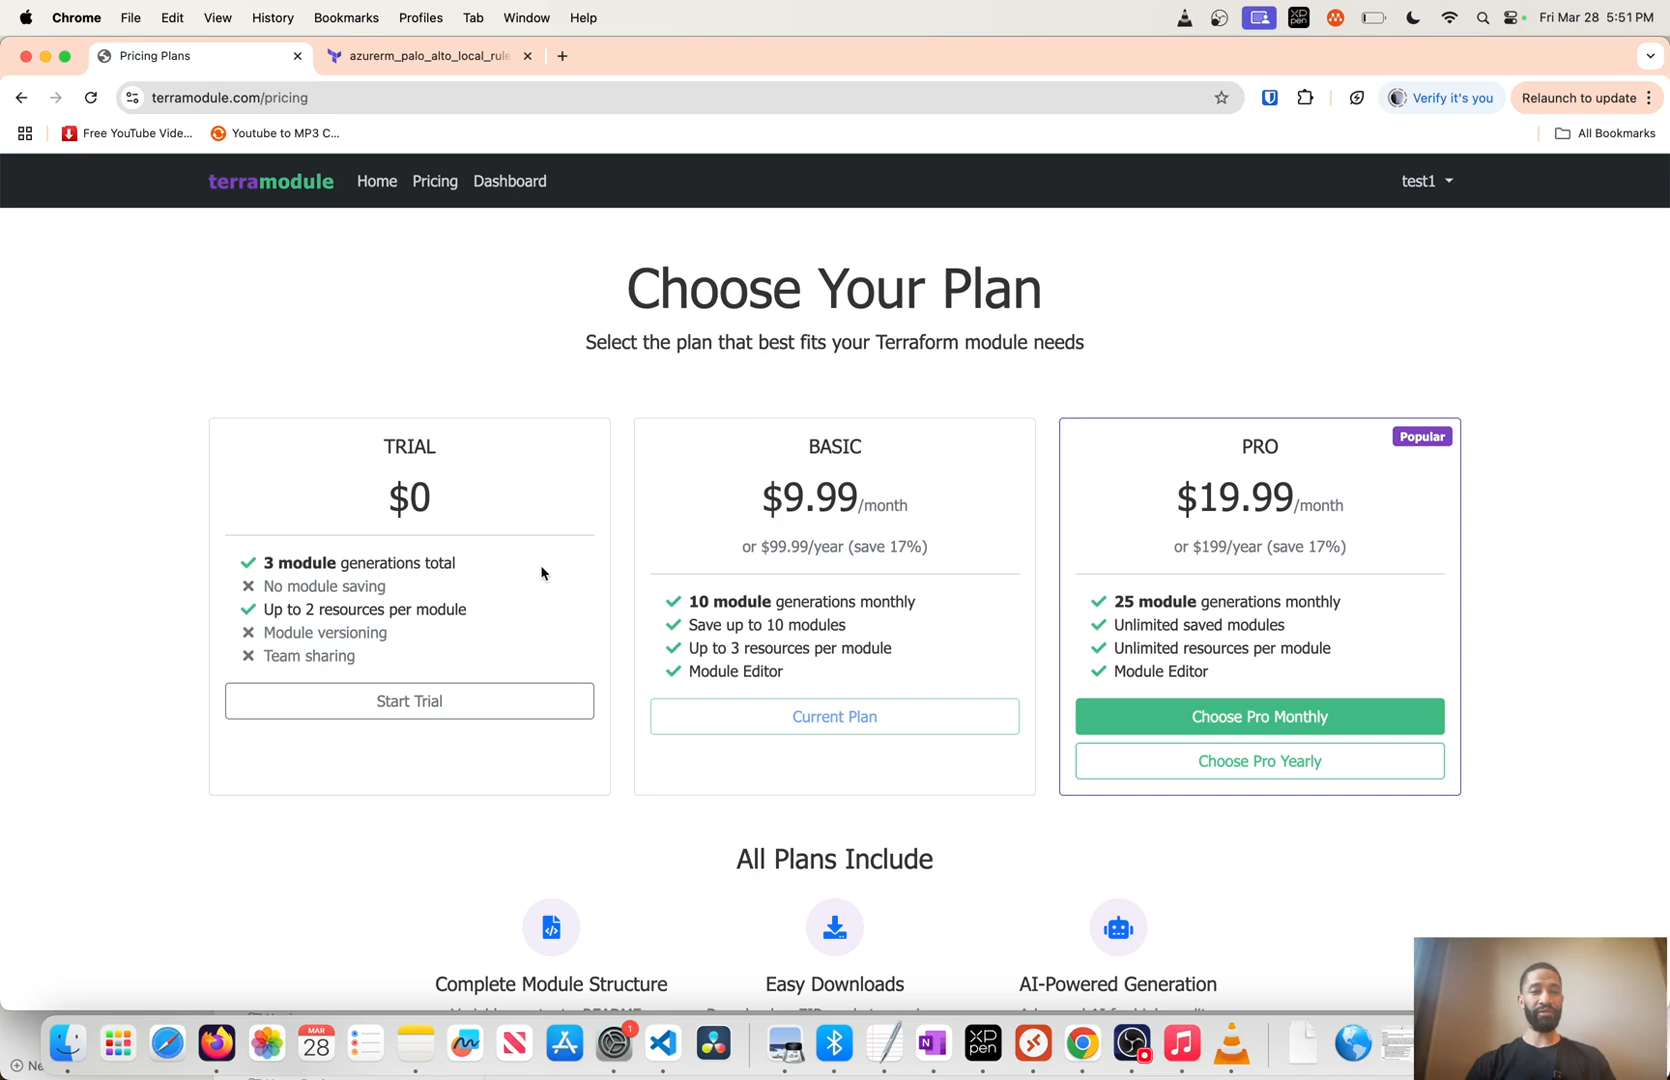 Chrome File Edit View History Bookmarks Profiles Tab Window Help
XP pen
Fri Mar 28 5:51 PM
Pricing Plans
azurerm_palo_alto_local_rule
terramodule.com/pricing
Verify it's you
Relaunch to update
Free YouTube Vide...
Youtube to MP3 C...
All Bookmarks
terramodule Home Pricing Dashboard
test1
Choose Your Plan
Select the plan that best fits your Terraform module needs
TRIAL
$0
3 module generations total
No module saving
Up to 2 resources per module
Module versioning
Team sharing
Start Trial
BASIC
$9.99/month
or $99.99/year (save 17%)
10 module generations monthly
Save up to 10 modules
Up to 3 resources per module
Module Editor
Current Plan
Popular
PRO
$19.99/month
or $199/year (save 17%)
25 module generations monthly
Unlimited saved modules
Unlimited resources per module
Module Editor
Choose Pro Monthly
Choose Pro Yearly
All Plans Include
Complete Module Structure
Easy Downloads
AI-Powered Generation
MAR
28
1
N
XP
pen
Ne